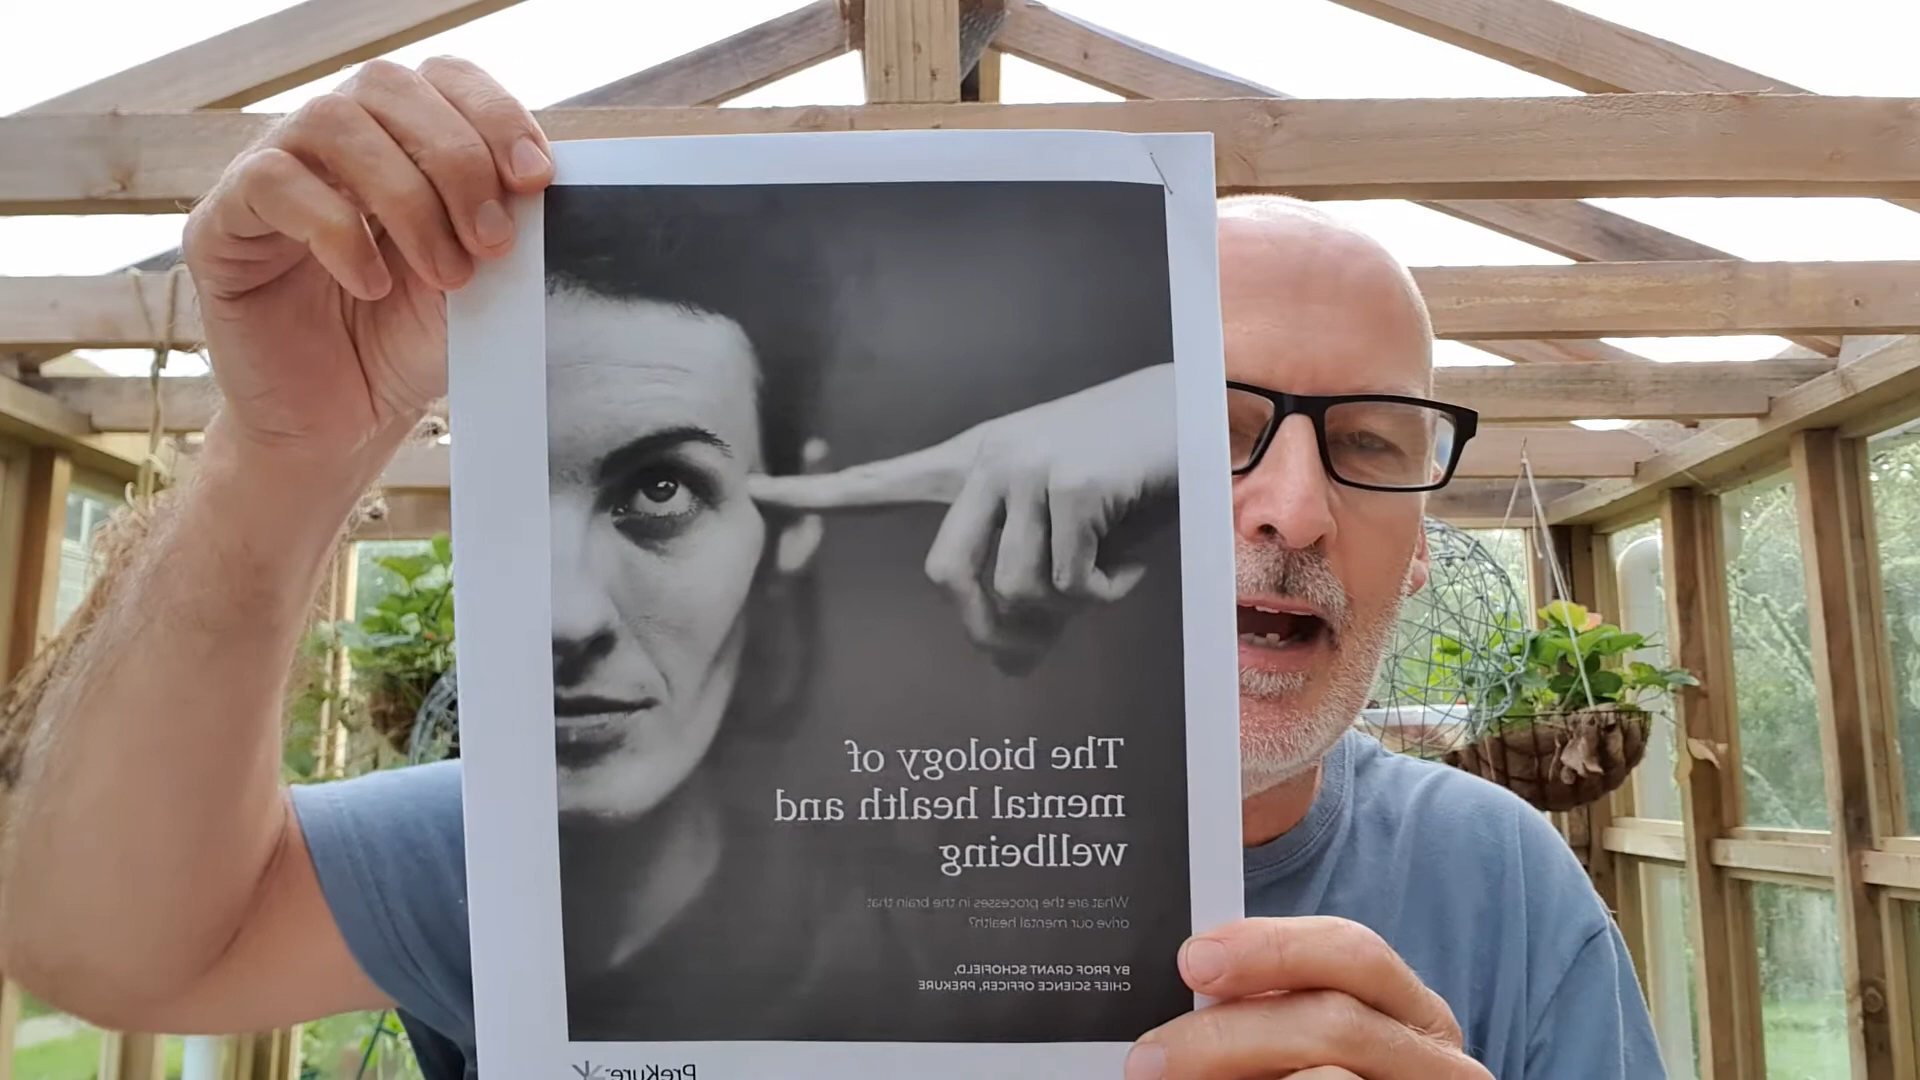 The biology of
mental health and
wellbeing
What are the processes in the brain that
drive our mental health?
BY PROF GRANT SCHOFIELD,
CHIEF SCIENCE OFFICER, PREKURE
PreKure